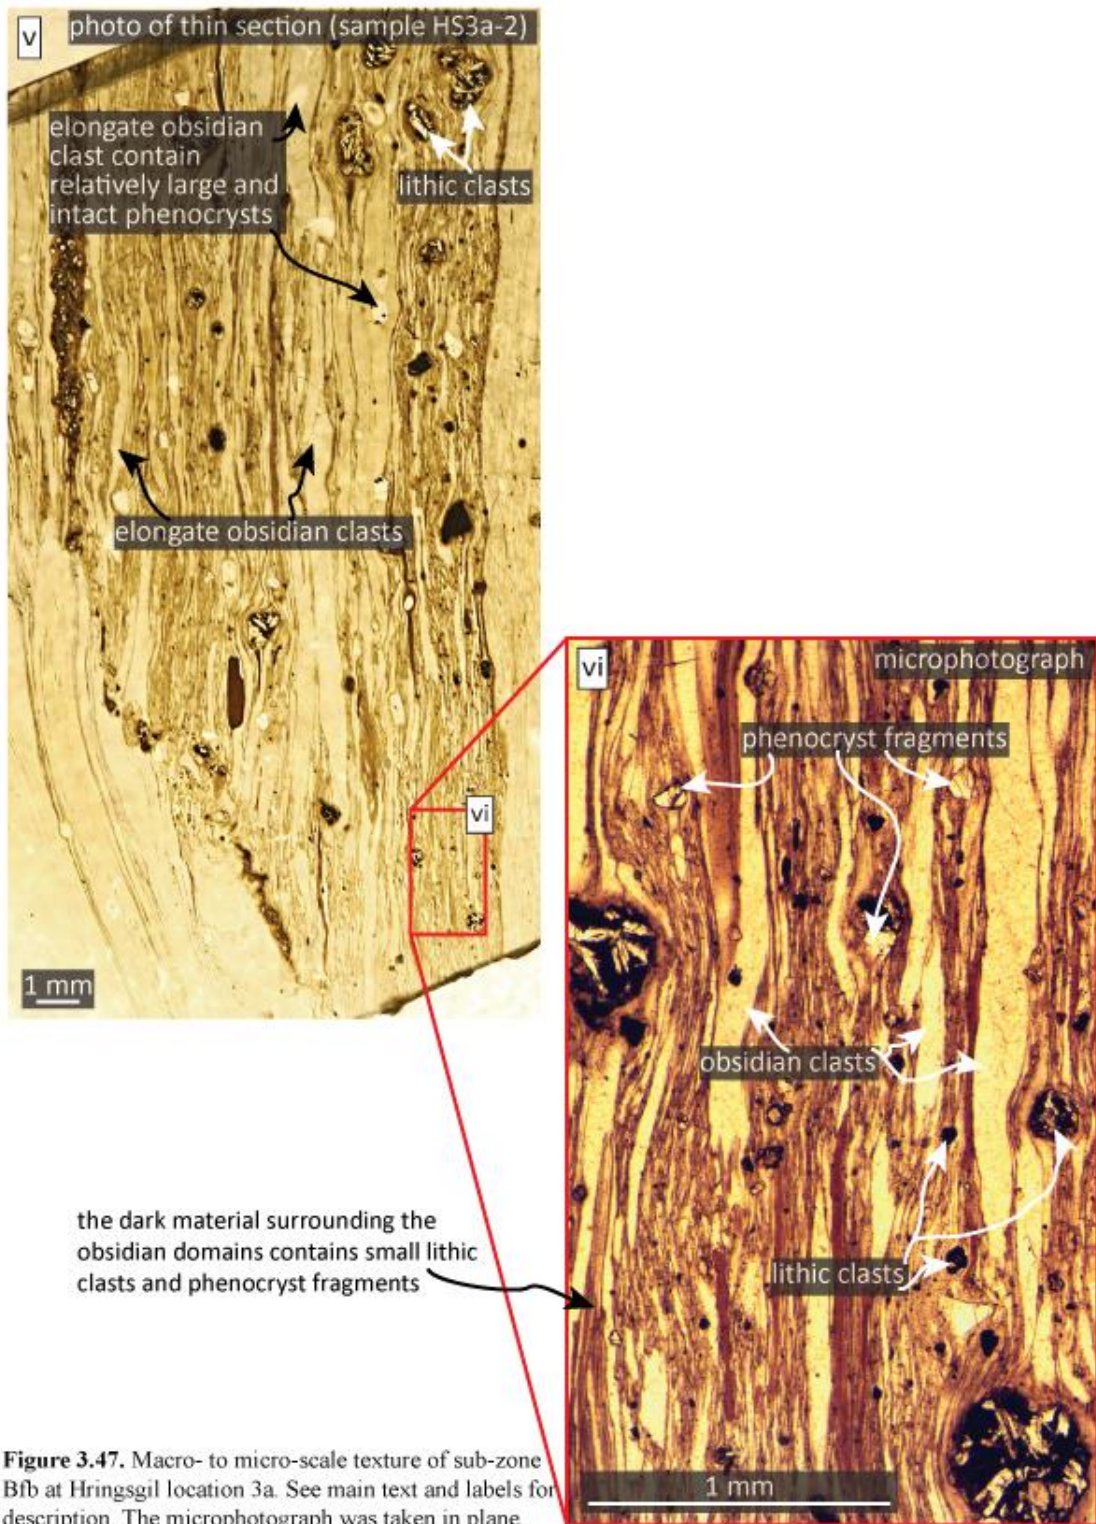 v
photo of thin section (sample HS3a-2)
elongate obsidian
clast contain
relatively large and
intact phenocrysts
lithic clasts
elongate obsidian clasts
vi
1 mm
vi
microphotograph
phenocryst fragments
obsidian clasts
lithic clasts
1 mm
the dark material surrounding the
obsidian domains contains small lithic
clasts and phenocryst fragments
Figure 3.47. Macro- to micro-scale texture of sub-zone
Bfb at Hringsgil location 3a. See main text and labels for
description. The microphotograph was taken in plane